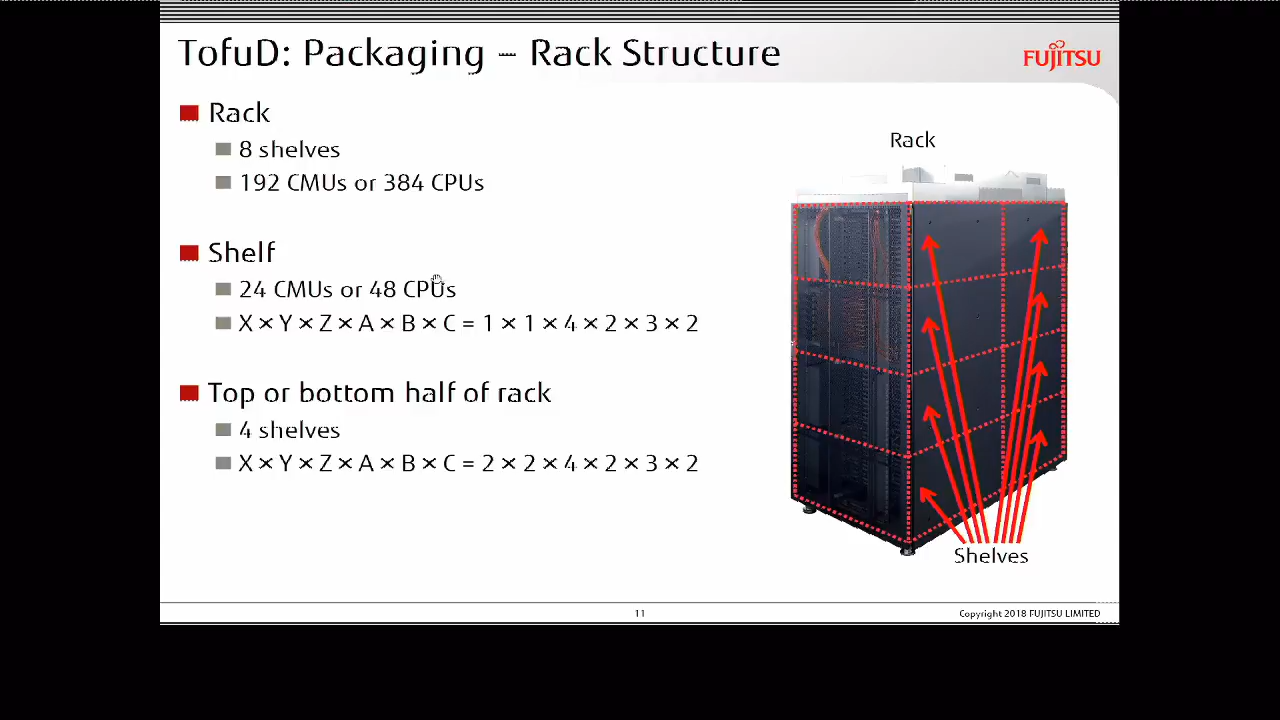 TofuD: Packaging – Rack Structure
FUJITSU
Rack
8 shelves
192 CMUs or 384 CPUs
Shelf
24 CMUs or 48 CPUs
X × Y × Z × A × B × C = 1 × 1 × 4 × 2 × 3 × 2
Top or bottom half of rack
4 shelves
X × Y × Z × A × B × C = 2 × 2 × 4 × 2 × 3 × 2
Rack
Shelves
11
Copyright 2018 FUJITSU LIMITED